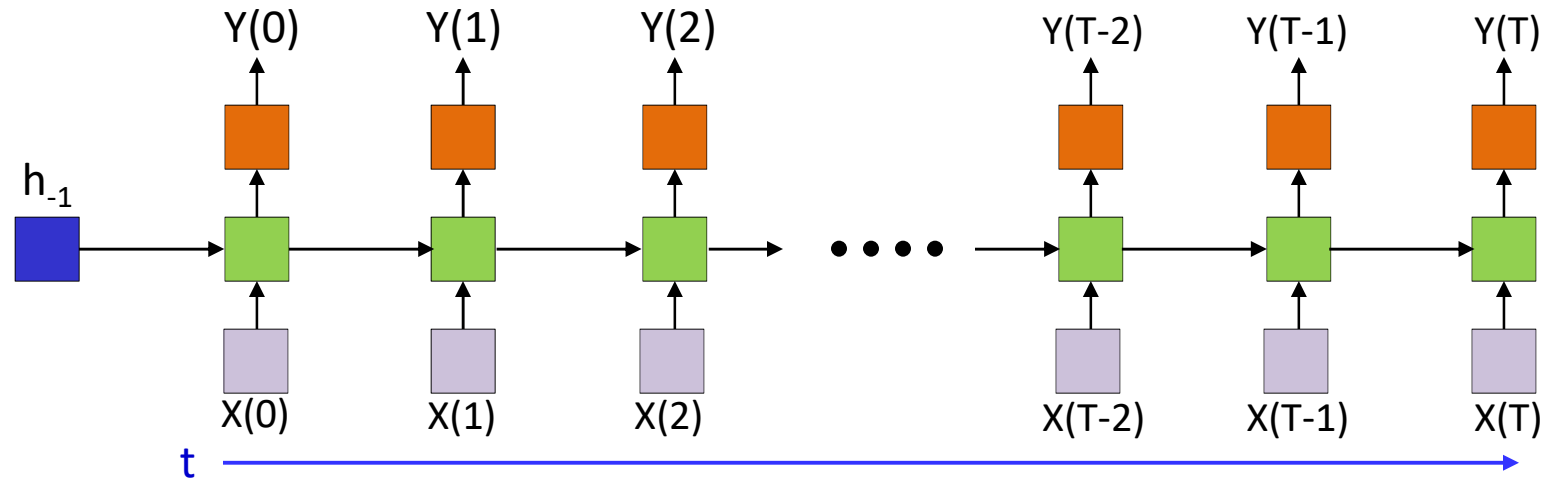 Y(0) Y(1) Y(2) Y(T-2) Y(T-1) Y(T)
h-1
X(0) X(1) X(2) X(T-2) X(T-1) X(T)
t